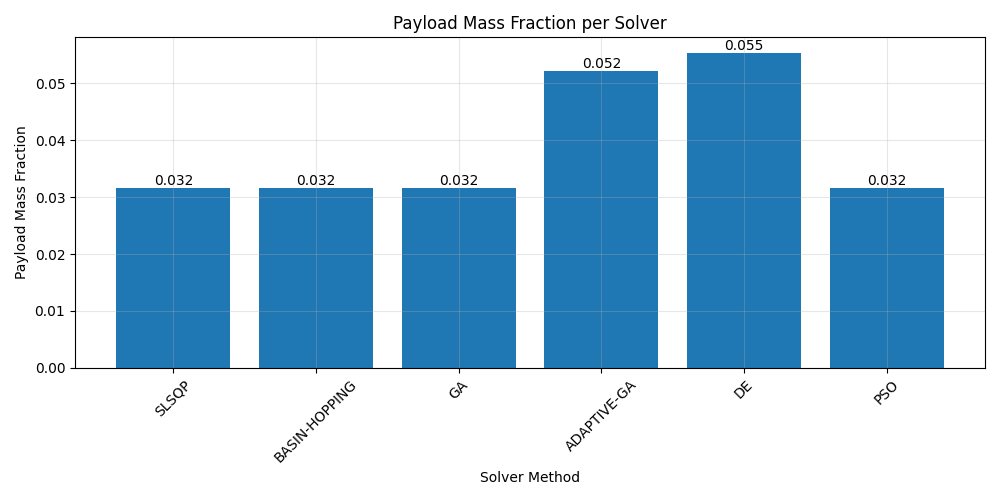 Payload Mass Fraction per Solver
Payload Mass Fraction
0.05
0.04
0.03
0.02
0.01
0.00
0.032
0.032
0.032
0.052
0.055
0.032
SLSQP
BASIN-HOPPING
GA
ADAPTIVE-GA
DE
PSO
Solver Method